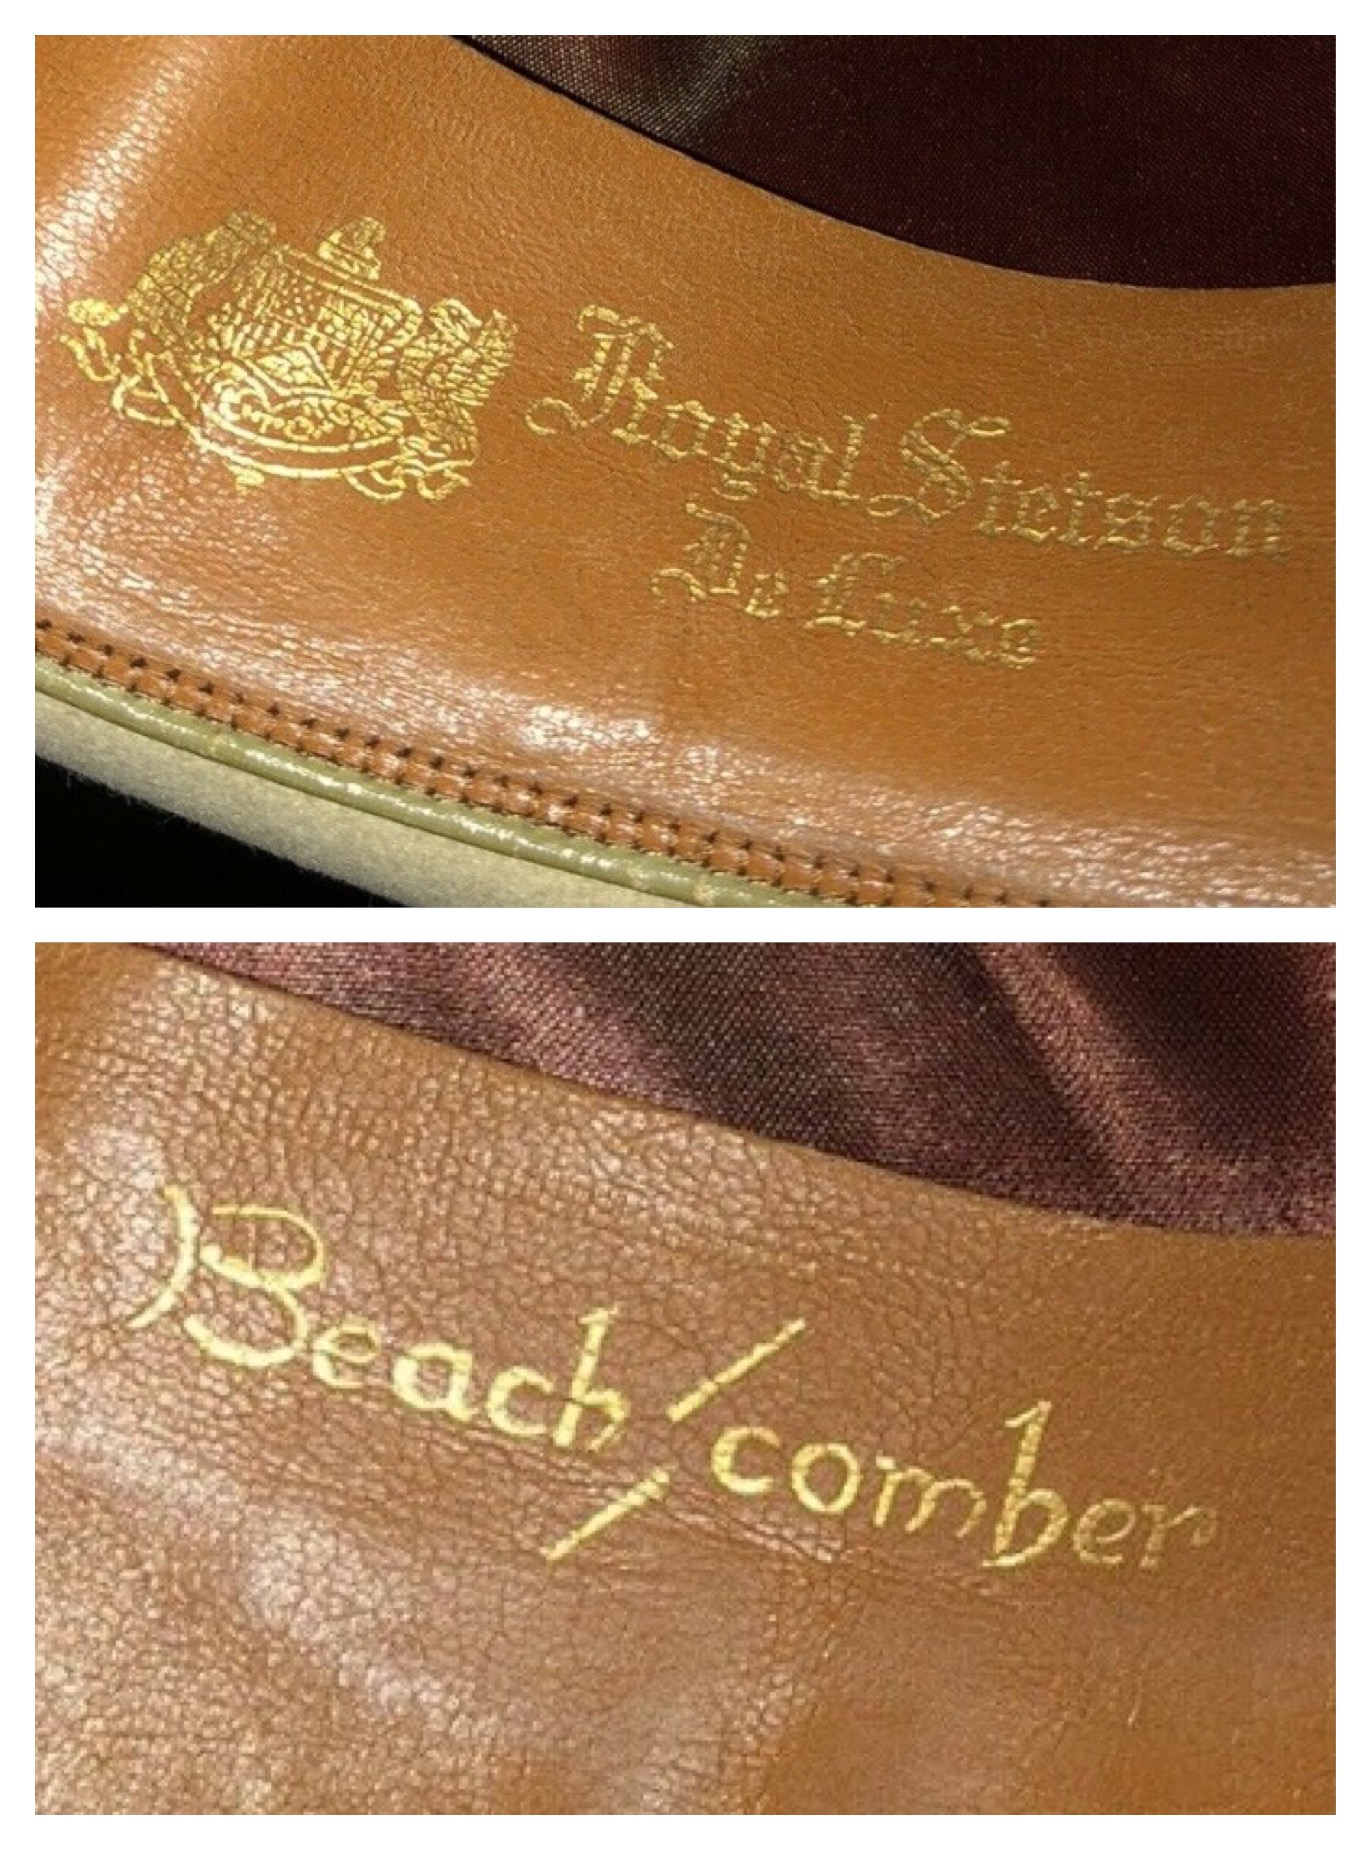 Royal Stetson
De Luxe
Beach/comber